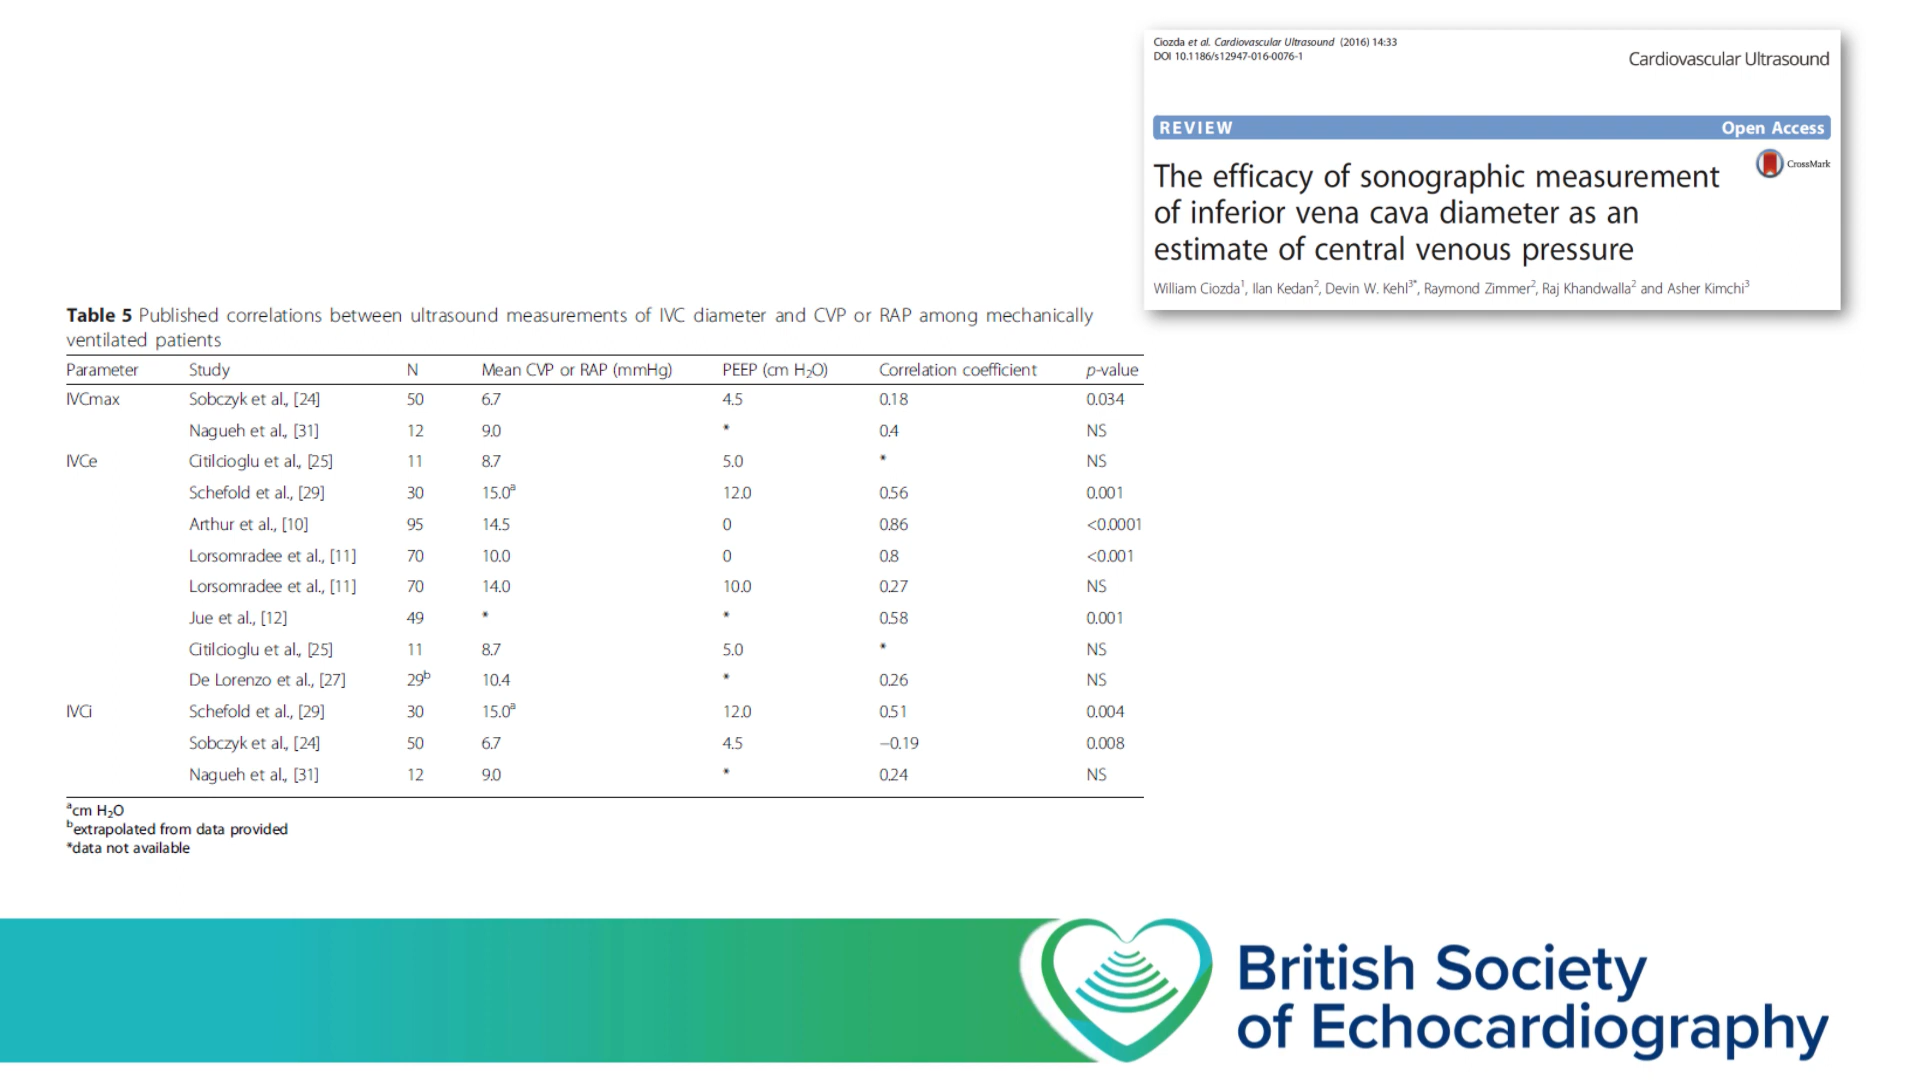 Ciozda et al. Cardiovascular Ultrasound (2016) 14:33
DOI 10.1186/s12947-016-0076-1
Cardiovascular Ultrasound
REVIEW Open Access
CrossMark
The efficacy of sonographic measurement
of inferior vena cava diameter as an
estimate of central venous pressure
William Ciozda1, Ilan Kedan2, Devin W. Kehl3*, Raymond Zimmer2, Raj Khandwalla2 and Asher Kimchi3
Table 5 Published correlations between ultrasound measurements of IVC diameter and CVP or RAP among mechanically
ventilated patients
Parameter Study N Mean CVP or RAP (mmHg) PEEP (cm H2O) Correlation coefficient p-value
IVCmax Sobczyk et al., [24] 50 6.7 4.5 0.18 0.034
Nagueh et al., [31] 12 9.0 * 0.4 NS
IVCe Citilcioglu et al., [25] 11 8.7 5.0 * NS
Schefold et al., [29] 30 15.0a 12.0 0.56 0.001
Arthur et al., [10] 95 14.5 0 0.86 <0.0001
Lorsomradee et al., [11] 70 10.0 0 0.8 <0.001
Lorsomradee et al., [11] 70 14.0 10.0 0.27 NS
Jue et al., [12] 49 * * 0.58 0.001
Citilcioglu et al., [25] 11 8.7 5.0 * NS
De Lorenzo et al., [27] 29b 10.4 * 0.26 NS
IVCi Schefold et al., [29] 30 15.0a 12.0 0.51 0.004
Sobczyk et al., [24] 50 6.7 4.5 −0.19 0.008
Nagueh et al., [31] 12 9.0 * 0.24 NS
acm H2O
bextrapolated from data provided
*data not available
British Society
of Echocardiography